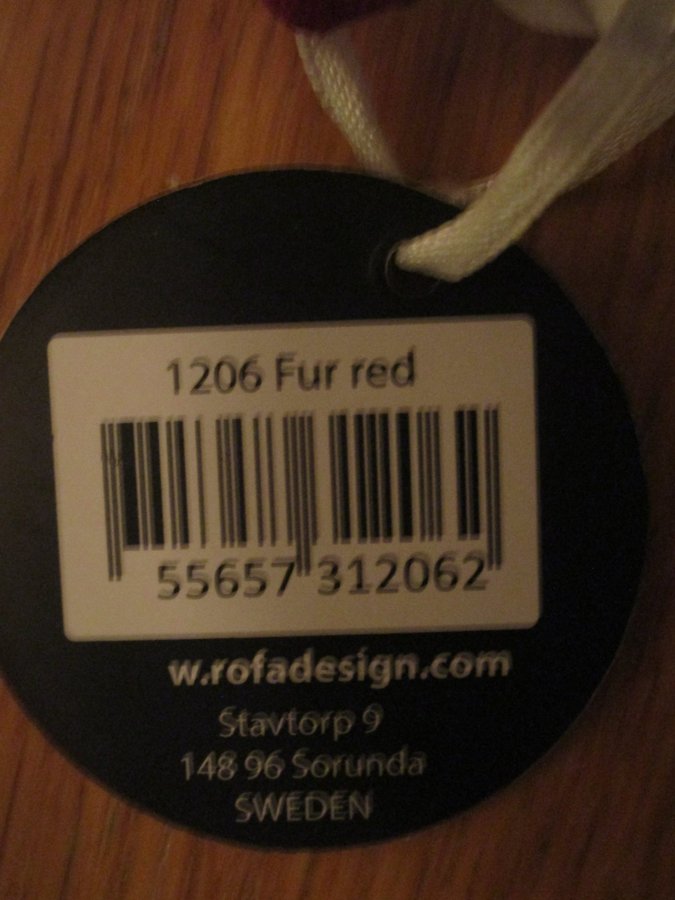 1206 Fur red
55657 312062
w.rofadesign.com
Stavtorp 9
148 96 Sorunda
SWEDEN